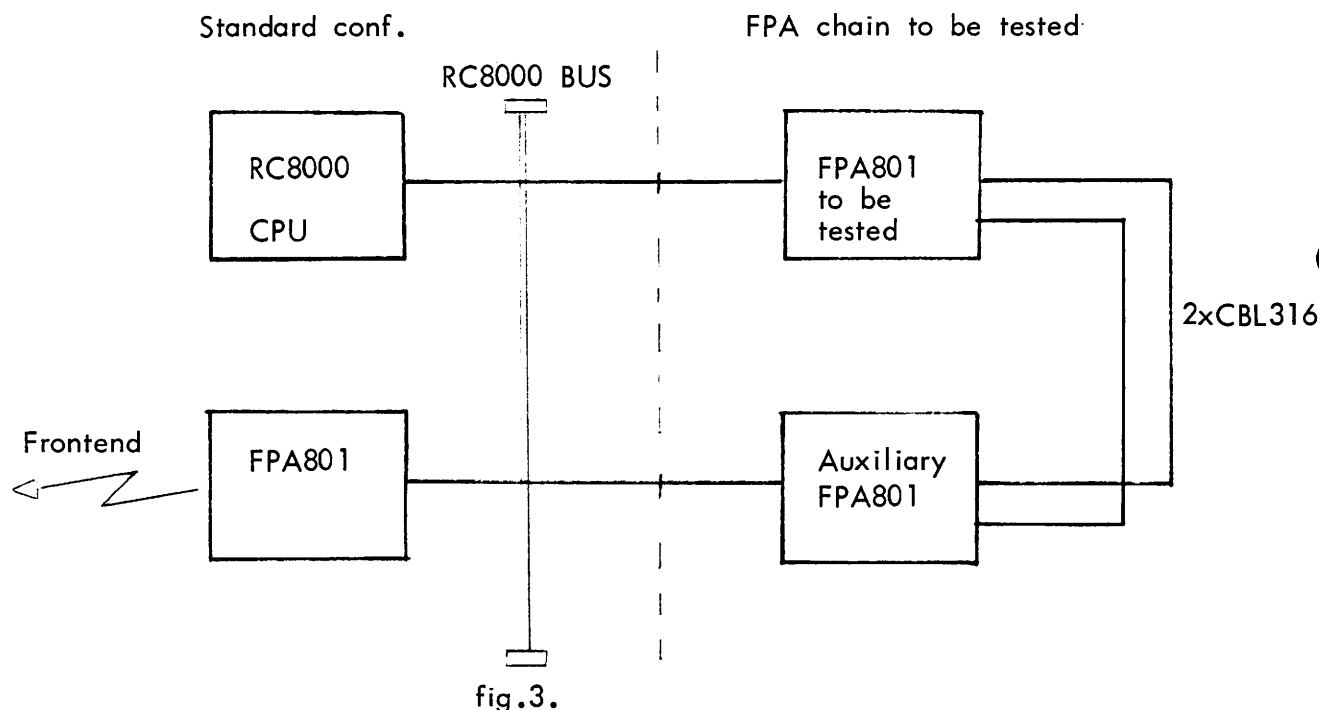 Standard conf.
FPA chain to be tested
RC8000 BUS
RC8000
CPU
FPA801
to be
tested
2xCBL316
Frontend
FPA801
Auxiliary
FPA801
fig.3.